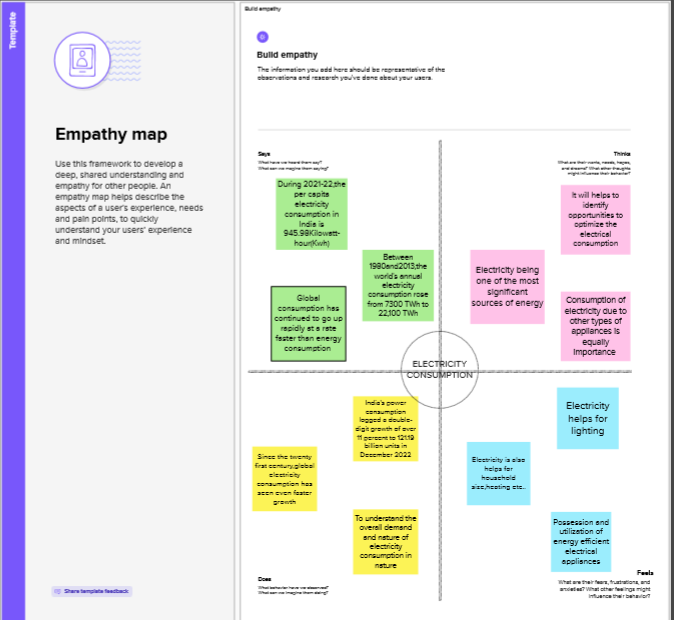 Template
Empathy map
Use this framework to develop a
deep, shared understanding and
empathy for other people. An
empathy map helps describe the
aspects of a user's experience, needs
and pain points, to quickly
understand your users' experience
and mindset.
Share template feedback
Build empathy
Build empathy
The information you add here should be representative of the
observations and research you've done about your users.
Says
What have we heard them say?
What can we imagine them saying?
Thinks
What are their wants, needs, hopes,
and dreams? What other thoughts
might influence their behavior?
During 2021-22,the
per capita
electricity
consumption in
India is
945.98Kilowatt-
hour(Kwh)
Between
1980and2013,the
world's annual
electricity
consumption rose
from 7300 TWh to
22,100 TWh
Global
consumption has
continued to go up
rapidly at a rate
faster than energy
consumption
It will helps to
identify
opportunities to
optimize the
electrical
consumption
Electricity being
one of the most
significant
sources of energy
Consumption of
electricity due to
other types of
appliances is
equally
importance
ELECTRICITY
CONSUMPTION
India's power
consumption
logged a double-
digit growth of over
11 percent to 121.19
billion units in
December 2022
Since the twenty
first century,global
electricity
consumption has
seen even faster
growth
To understand the
overall demand
and nature of
electricity
consumption in
nature
Electricity
helps for
lighting
Electricity is also
helps for
household
size,heating etc..
Possession and
utilization of
energy efficient
electrical
appliances
Does
What behavior have we observed?
What can we imagine them doing?
Feels
What are their fears, frustrations, and
anxieties? What other feelings might
influence their behavior?